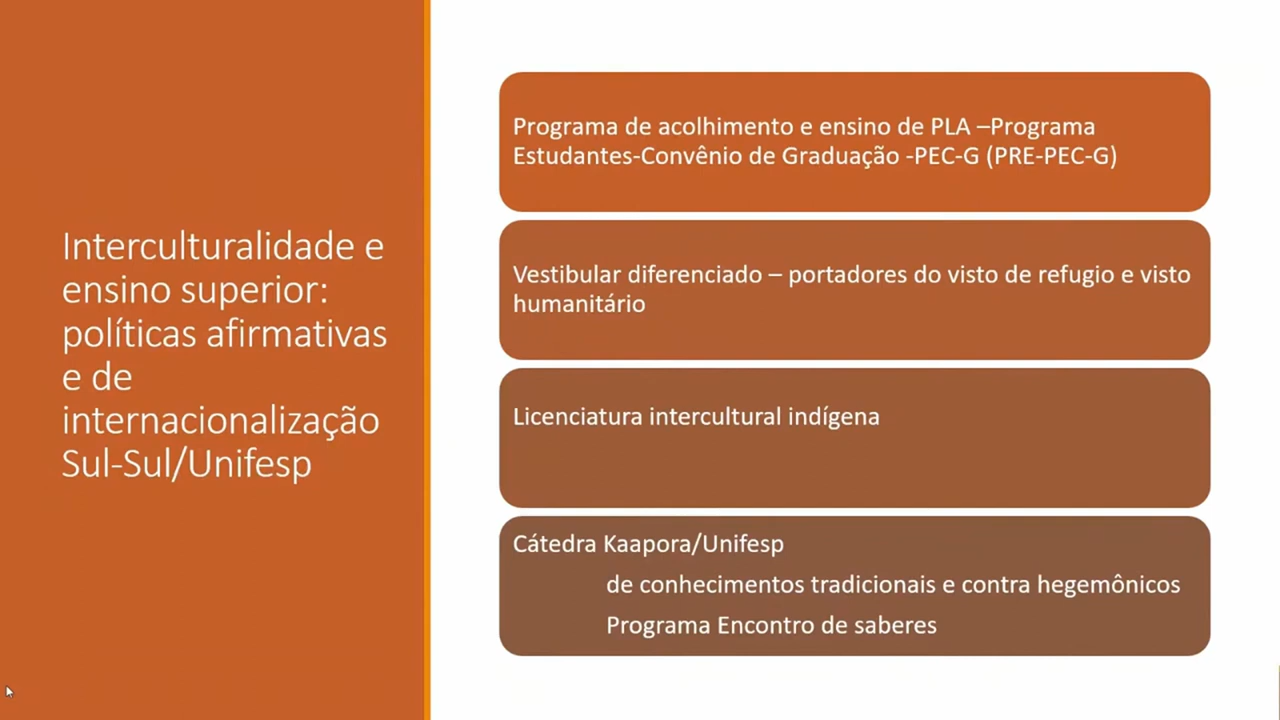 Interculturalidade e
ensino superior:
políticas afirmativas
e de
internacionalização
Sul-Sul/Unifesp
Programa de acolhimento e ensino de PLA –Programa
Estudantes-Convênio de Graduação -PEC-G (PRE-PEC-G)
Vestibular diferenciado – portadores do visto de refugio e visto
humanitário
Licenciatura intercultural indígena
Cátedra Kaapora/Unifesp
de conhecimentos tradicionais e contra hegemônicos
Programa Encontro de saberes